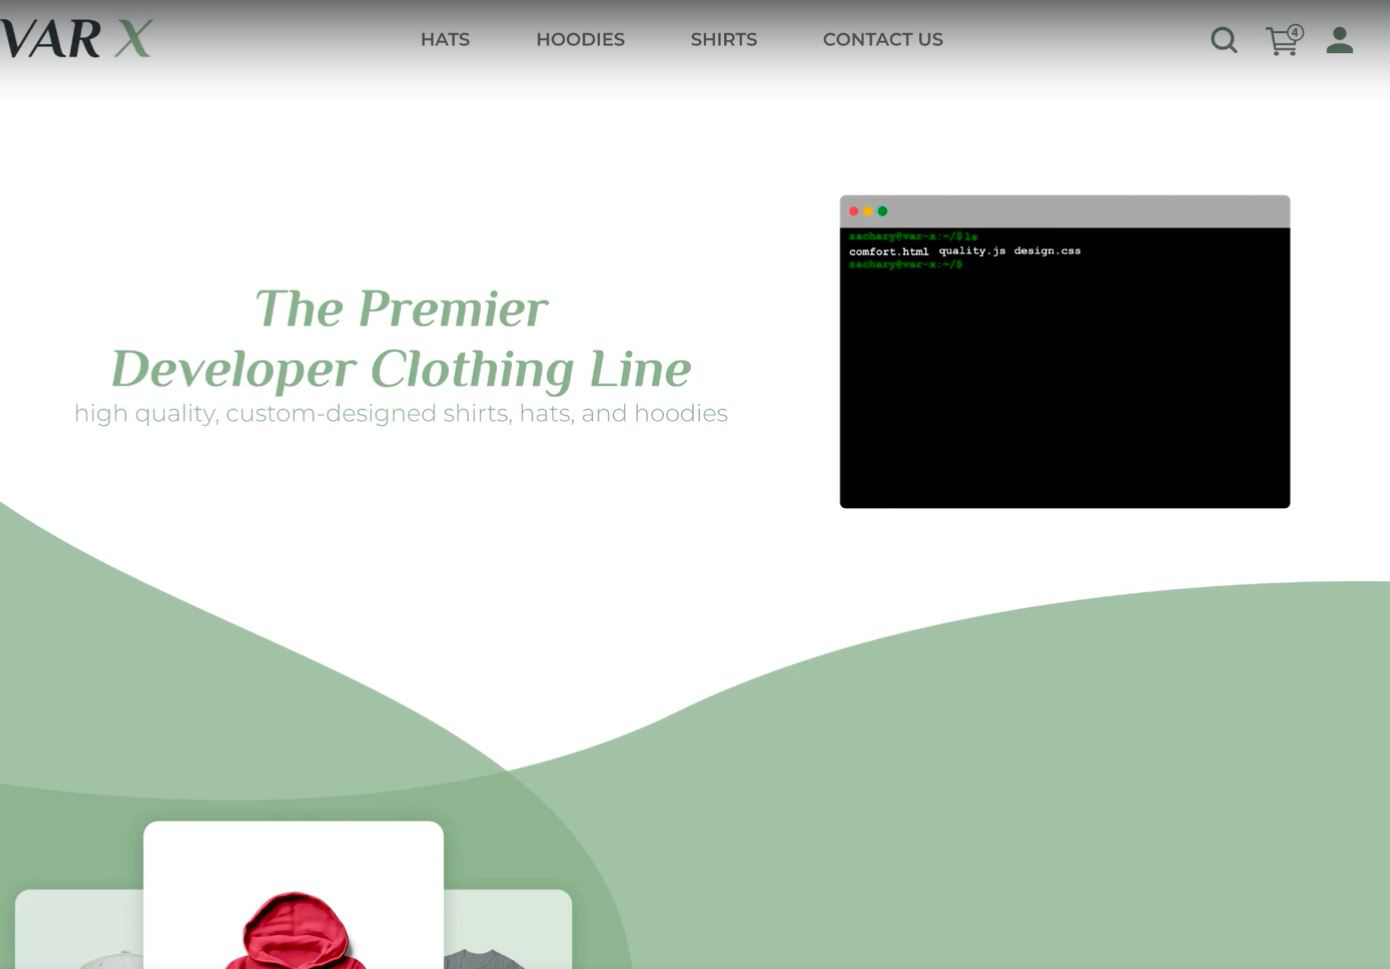 VAR X
HATS HOODIES SHIRTS CONTACT US
4
The Premier
Developer Clothing Line
high quality, custom-designed shirts, hats, and hoodies
zachary@var-x:~/$ ls
comfort.html quality.js design.css
zachary@var-x:~/$